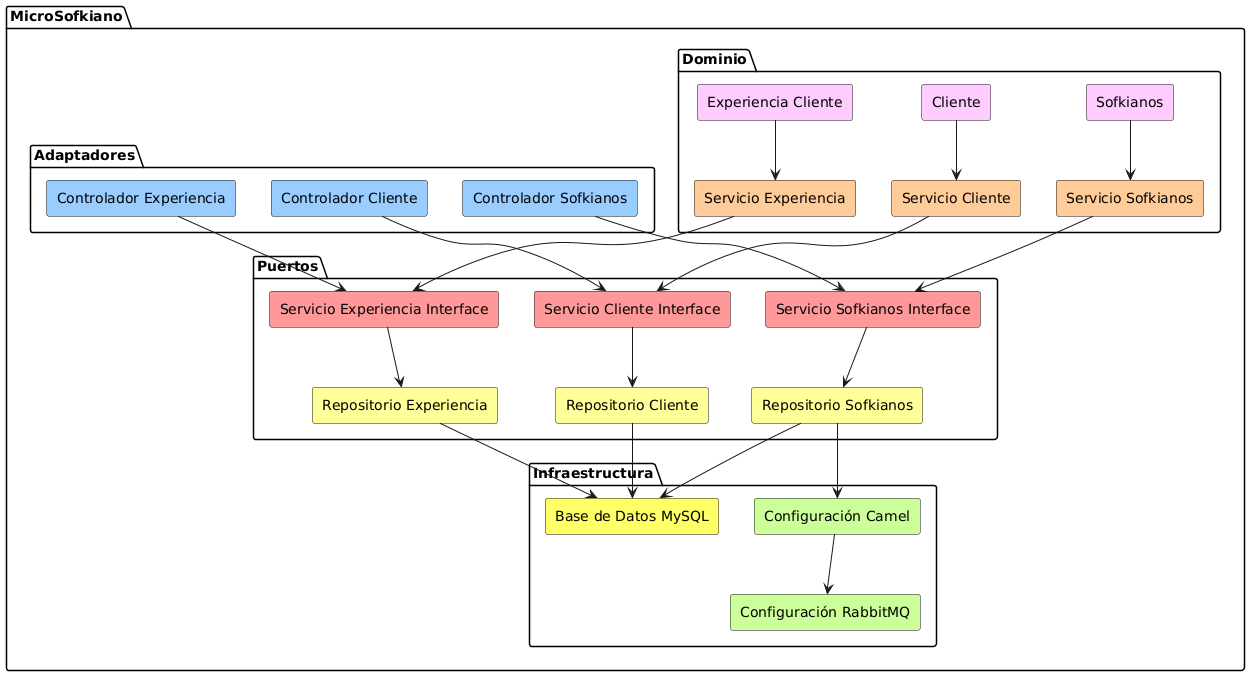 MicroSofkiano
Dominio
Experiencia Cliente
Cliente
Sofkianos
Adaptadores
Controlador Experiencia
Controlador Cliente
Controlador Sofkianos
Servicio Experiencia
Servicio Cliente
Servicio Sofkianos
Puertos
Servicio Experiencia Interface
Servicio Cliente Interface
Servicio Sofkianos Interface
Repositorio Experiencia
Repositorio Cliente
Repositorio Sofkianos
Infraestructura
Base de Datos MySQL
Configuración Camel
Configuración RabbitMQ